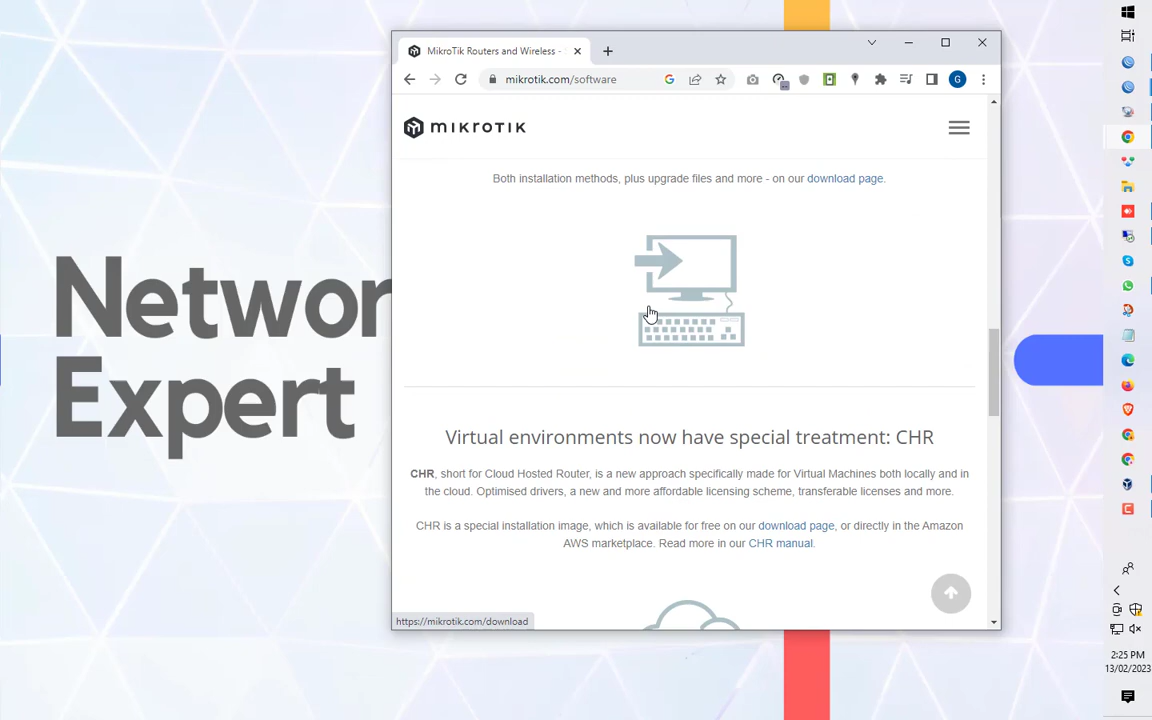 MikroTik Routers and Wireless -
mikrotik.com/software
G
mikrotik
Both installation methods, plus upgrade files and more - on our download page.
Networ
Expert
Virtual environments now have special treatment: CHR
CHR, short for Cloud Hosted Router, is a new approach specifically made for Virtual Machines both locally and in
the cloud. Optimised drivers, a new and more affordable licensing scheme, transferable licenses and more.
CHR is a special installation image, which is available for free on our download page, or directly in the Amazon
AWS marketplace. Read more in our CHR manual.
https://mikrotik.com/download
2:25 PM
13/02/2023